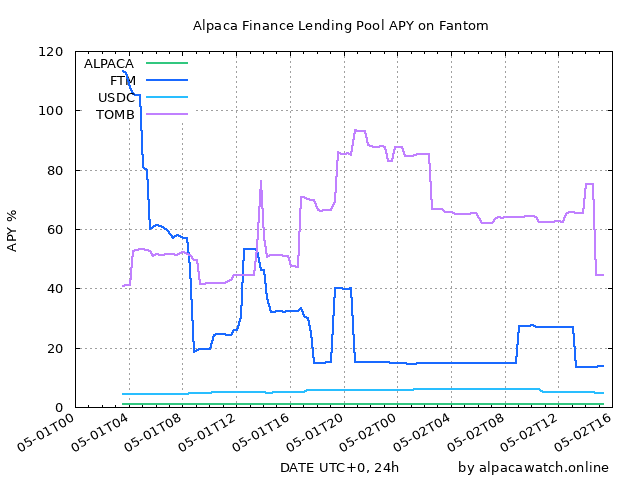 Alpaca Finance Lending Pool APY on Fantom
120
100
80
60
40
20
0
APY %
ALPACA
FTM
USDC
TOMB
05-01T00
05-01T04
05-01T08
05-01T12
05-01T16
05-01T20
05-02T00
05-02T04
05-02T08
05-02T12
05-02T16
DATE UTC+0, 24h
by alpacawatch.online